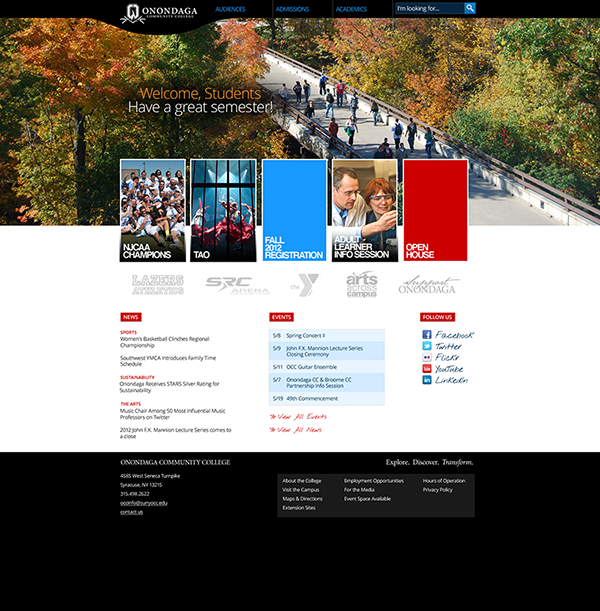 ONONDAGA
COMMUNITY COLLEGE
AUDIENCES
ADMISSIONS
ACADEMICS
I'm looking for...
Welcome, Students
Have a great semester!
NJCAA
CHAMPIONS
TAO
FALL
2012
REGISTRATION
ADULT
LEARNER
INFO SESSION
OPEN
HOUSE
LAZERS
ATHLETICS
SRC
ARENA
the Y
arts
across
campus
Support
ONONDAGA
NEWS
SPORTS
Women's Basketball Clinches Regional
Championship
Southwest YMCA Introduces Family Time
Schedule
SUSTAINABILITY
Onondaga Receives STARS Silver Rating for
Sustainability
THE ARTS
Music Chair Among 50 Most Influential Music
Professors on Twitter
2012 John F.X. Mannion Lecture Series comes to
a close
EVENTS
5/8 Spring Concert II
5/9 John F.X. Mannion Lecture Series
Closing Ceremony
5/11 OCC Guitar Ensemble
5/7 Onondaga CC & Broome CC
Partnership Info Session
5/19 49th Commencement
View All Events
View All News
FOLLOW US
Facebook
Twitter
Flickr
YouTube
LinkedIn
ONONDAGA COMMUNITY COLLEGE
4585 West Seneca Turnpike
Syracuse, NY 13215
315.498.2622
occinfo@sunyocc.edu
contact us
Explore. Discover. Transform.
About the College
Visit the Campus
Maps & Directions
Extension Sites
Employment Opportunities
For the Media
Event Space Available
Hours of Operation
Privacy Policy